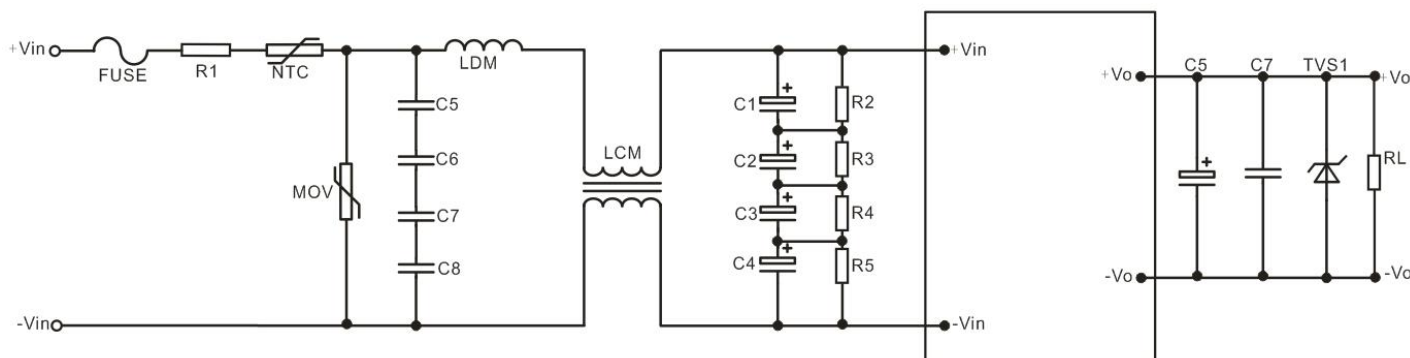 +Vin
FUSE
R1
NTC
LDM
MOV
C5
C6
C7
C8
LCM
+
C1
R2
+
C2
R3
+
C3
R4
+
C4
R5
-Vin
+Vin
-Vin
+Vo
-Vo
C5
C7
TVS1
+Vo
+
RL
-Vo